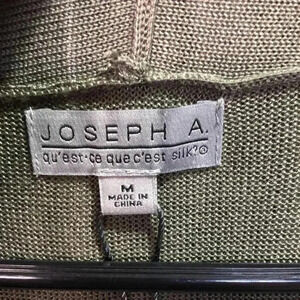 JOSEPH A.
qu'est-ce que c'est silk?®
M
MADE IN
CHINA